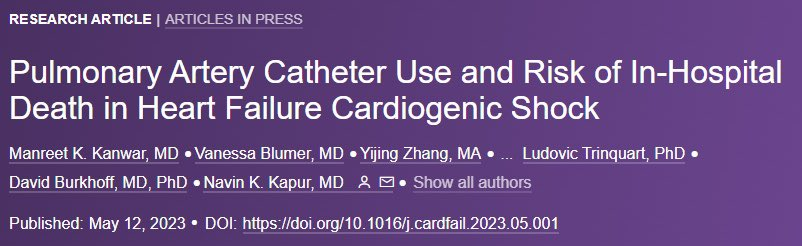 RESEARCH ARTICLE | ARTICLES IN PRESS
Pulmonary Artery Catheter Use and Risk of In-Hospital
Death in Heart Failure Cardiogenic Shock
Manreet K. Kanwar, MD • Vanessa Blumer, MD • Yijing Zhang, MA • ... Ludovic Trinquart, PhD •
David Burkhoff, MD, PhD • Navin K. Kapur, MD • Show all authors
Published: May 12, 2023 • DOI: https://doi.org/10.1016/j.cardfail.2023.05.001